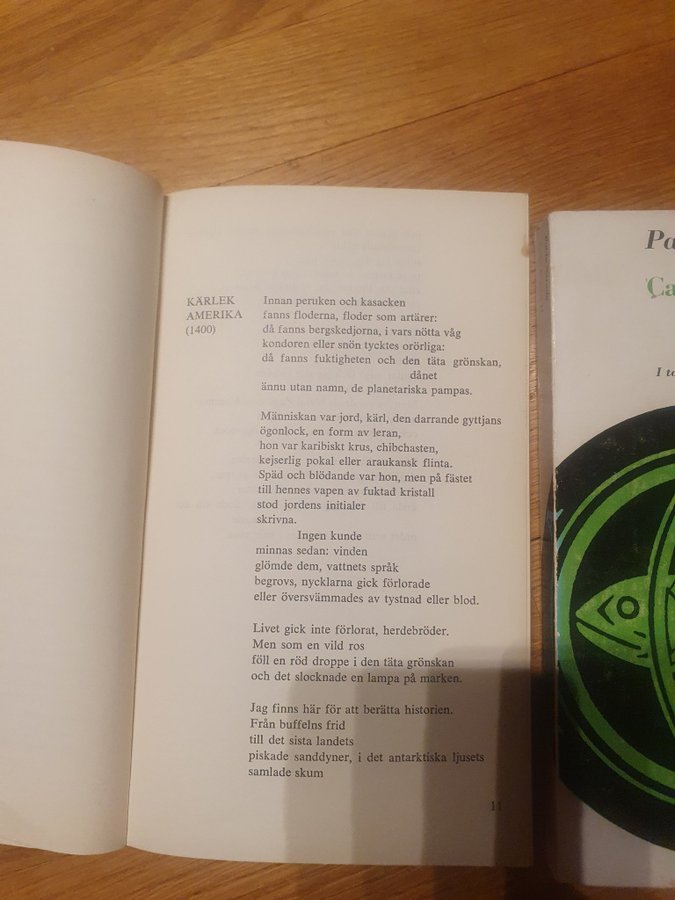 KÄRLEK
AMERIKA
(1400)
Innan peruken och kasacken
fanns floderna, floder som artärer:
då fanns bergskedjorna, i vars nötta våg
kondoren eller snön tycktes orörliga:
då fanns fuktigheten och den täta grönskan,
dånet
ännu utan namn, de planetariska pampas.
Människan var jord, kärl, den darrande gyttjans
ögonlock, en form av leran,
hon var karibiskt krus, chibchasten,
kejserlig pokal eller araukansk flinta.
Späd och blödande var hon, men på fästet
till hennes vapen av fuktad kristall
stod jordens initialer
skrivna.
Ingen kunde
minnas sedan: vinden
glömde dem, vattnets språk
begrovs, nycklarna gick förlorade
eller översvämmades av tystnad eller blod.
Livet gick inte förlorat, herdebröder.
Men som en vild ros
föll en röd droppe i den täta grönskan
och det slocknade en lampa på marken.
Jag finns här för att berätta historien.
Från buffelns frid
till det sista landets
piskade sanddyner, i det antarktiska ljusets
samlade skum
11
Pa
Ca
I